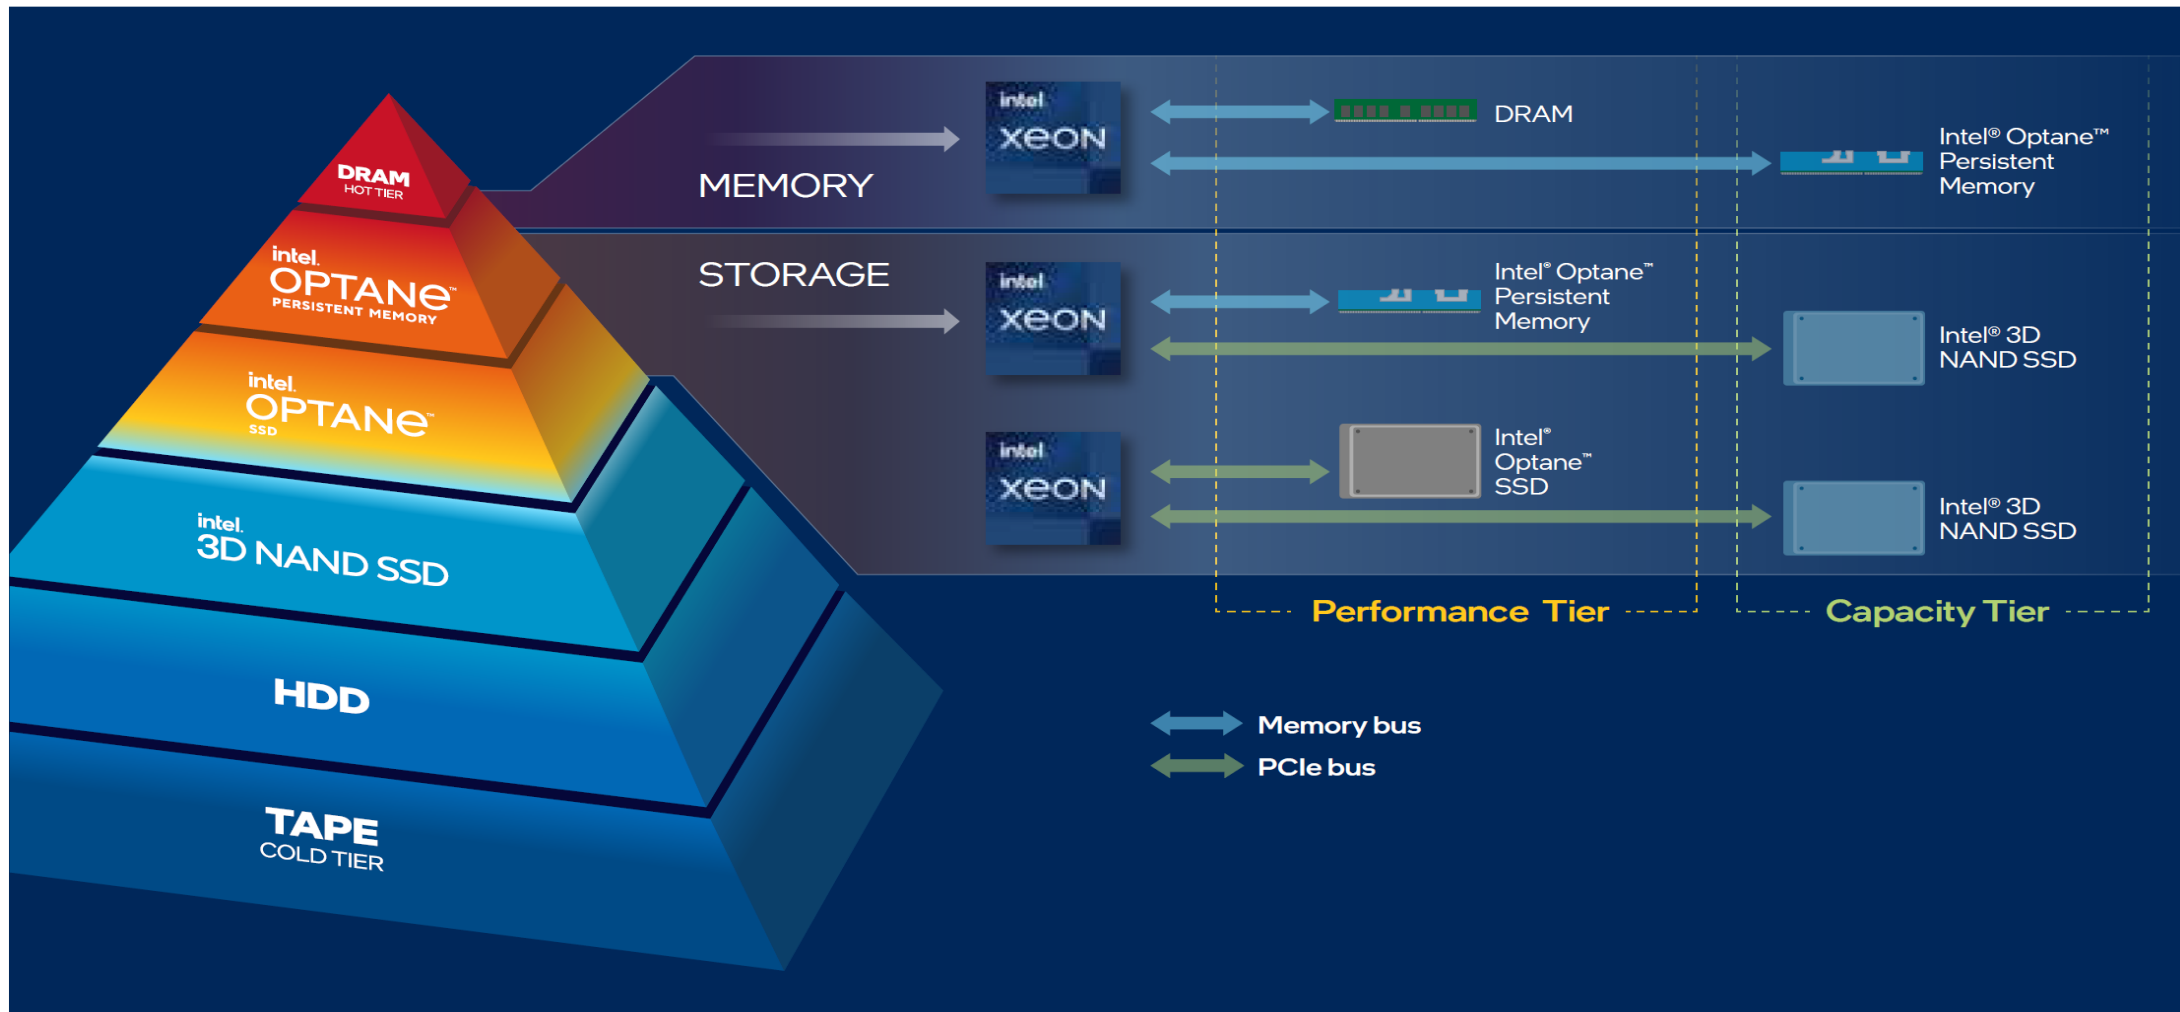 DRAM
HOT TIER
intel.
OPTANe™
PERSISTENT MEMORY
intel.
OPTANe™
SSD
intel.
3D NAND SSD
HDD
TAPE
COLD TIER
MEMORY
intel
xeon
DRAM
Intel® Optane™
Persistent
Memory
STORAGE
intel
xeon
Intel® Optane™
Persistent
Memory
Intel® 3D
NAND SSD
intel
xeon
Intel®
Optane™
SSD
Intel® 3D
NAND SSD
Performance Tier
Capacity Tier
Memory bus
PCIe bus